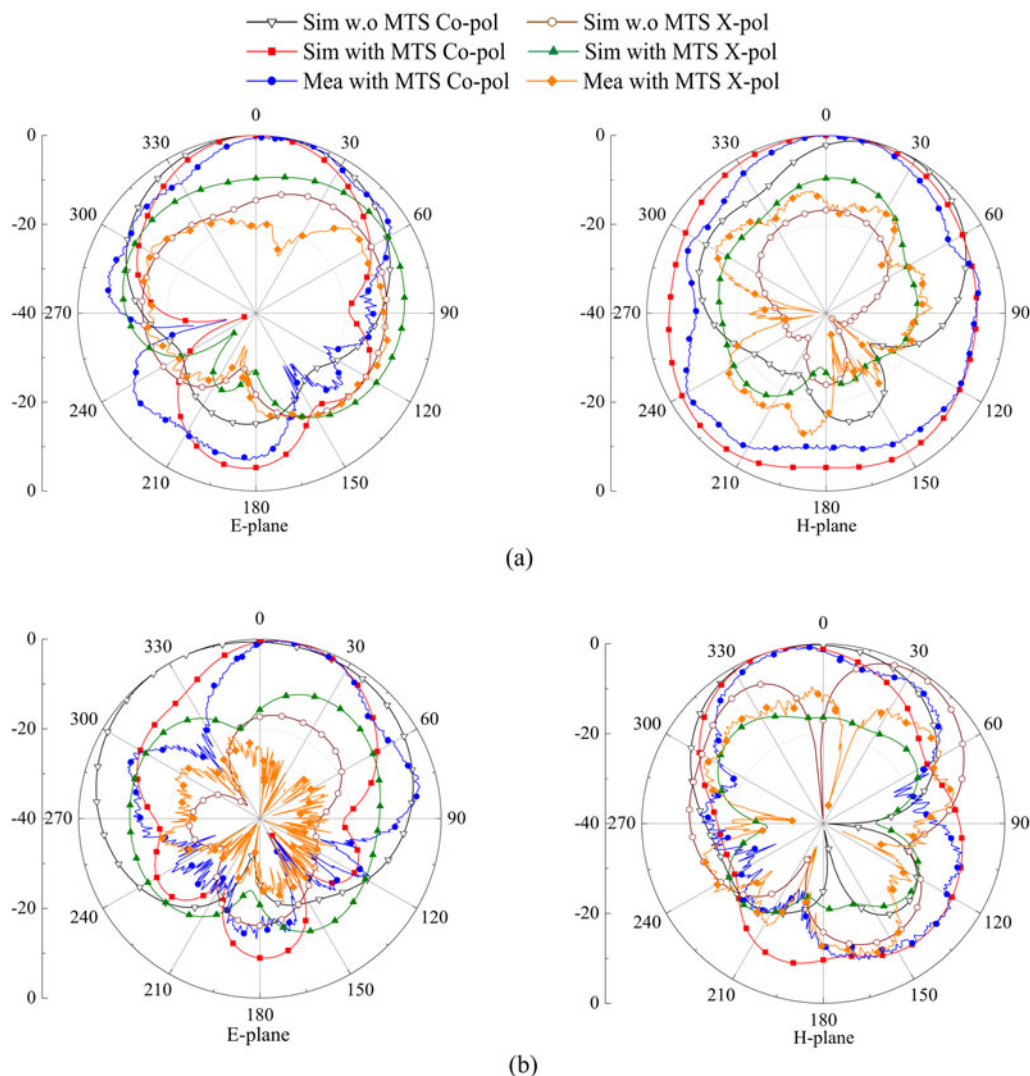 Sim w.o MTS Co-pol Sim w.o MTS X-pol
Sim with MTS Co-pol Sim with MTS X-pol
Mea with MTS Co-pol Mea with MTS X-pol
0 0
0 330 30 0 330 30
-20 300 60 -20 300 60
-40 270 90 -40 270 90
-20 240 120 -20 240 120
0 210 150 0 210 150
180 180
E-plane H-plane
(a)
0 0
0 330 30 0 330 30
-20 300 60 -20 300 60
-40 270 90 -40 270 90
-20 240 120 -20 240 120
0 210 150 0 210 150
180 180
E-plane H-plane
(b)